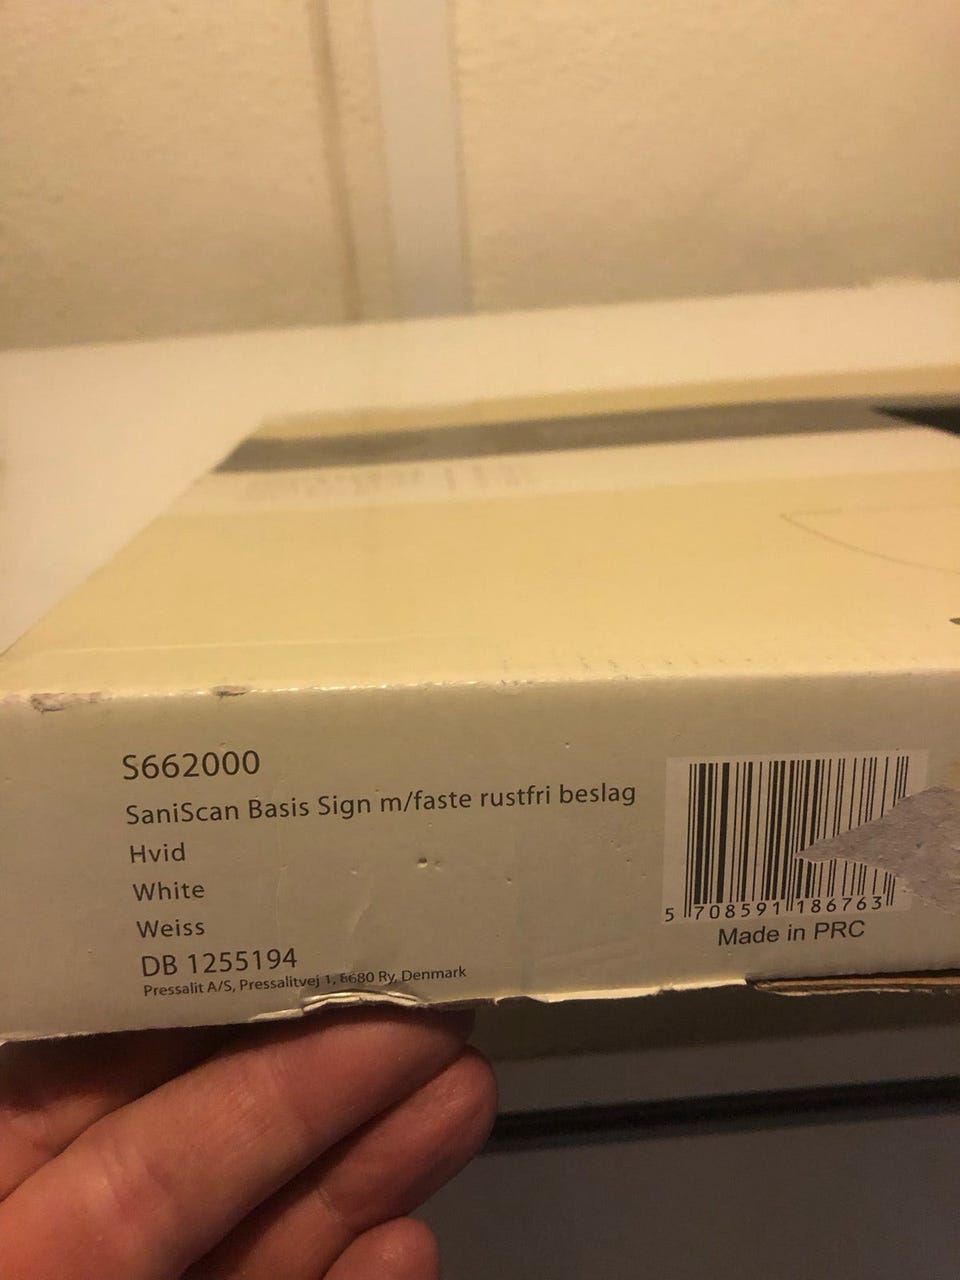 S662000
SaniScan Basis Sign m/faste rustfri beslag
Hvid
White
Weiss
DB 1255194
Pressalit A/S, Pressalitvej 1, 8680 Ry, Denmark
5 708591 186763
Made in PRC